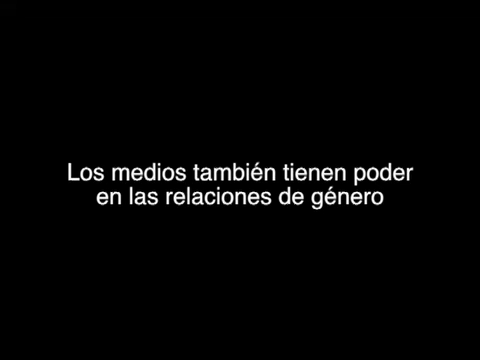 Los medios también tienen poder
en las relaciones de género